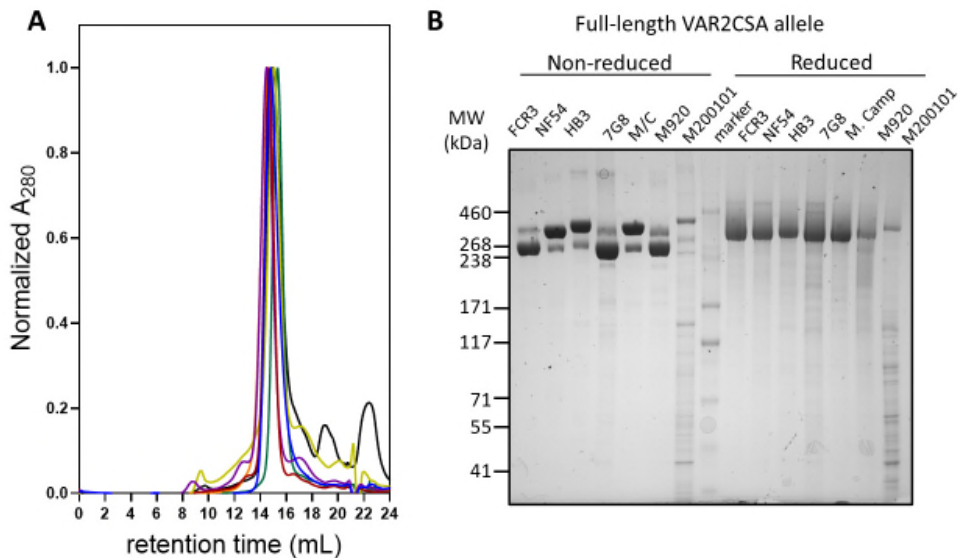 A
Normalized A280
1.0
0.8
0.6
0.4
0.2
0.0
0 2 4 6 8 10 12 14 16 18 20 22 24
retention time (mL)
B
Full-length VAR2CSA allele
Non-reduced Reduced
MW
(kDa)
FCR3 NF54 HB3 7G8 M/C M920 M200101 marker FCR3 NF54 HB3 7G8 M. Camp M920 M200101
460
268
238
171
117
71
55
41